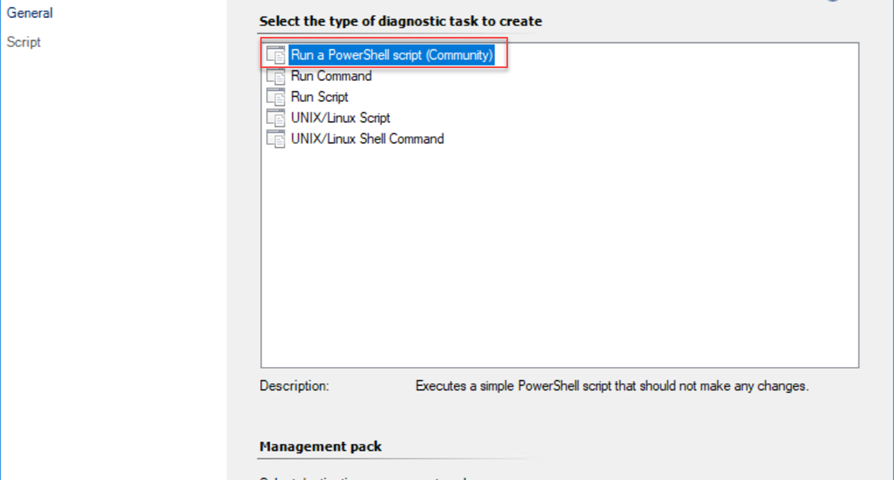 General
Script
Select the type of diagnostic task to create
Run a PowerShell script (Community)
Run Command
Run Script
UNIX/Linux Script
UNIX/Linux Shell Command
Description: Executes a simple PowerShell script that should not make any changes.
Management pack